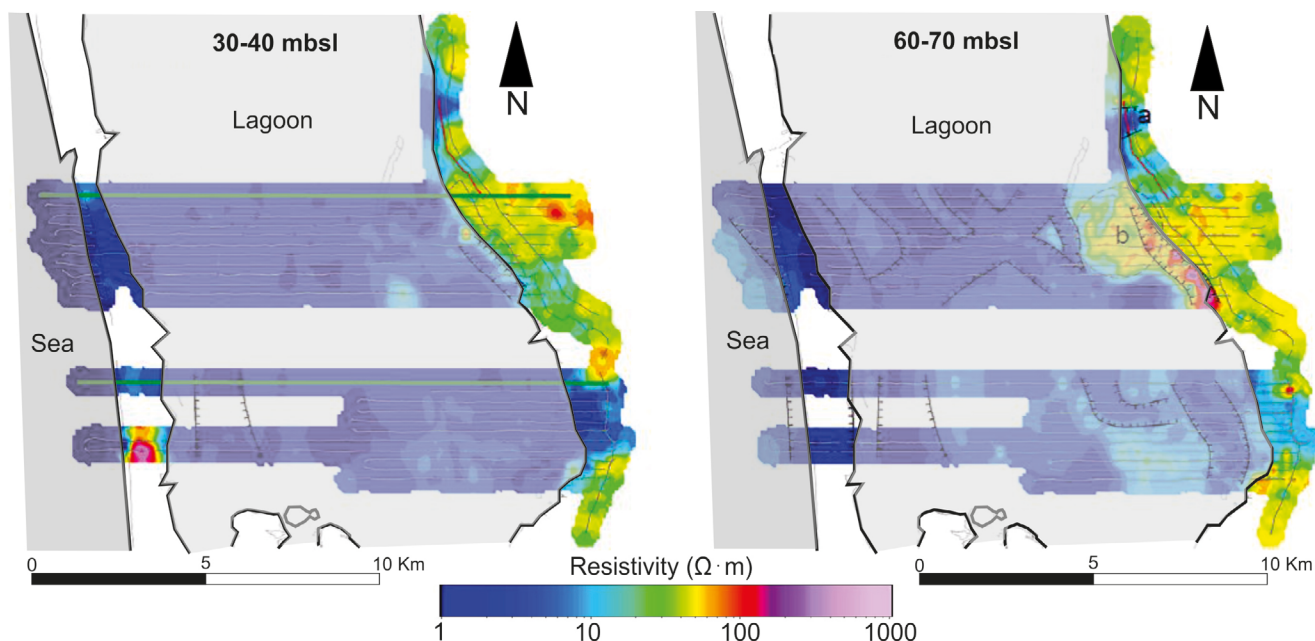 30-40 mbsl
N
Lagoon
Sea
0 5 10 Km
60-70 mbsl
N
Lagoon
a
b
Sea
0 5 10 Km
Resistivity (Ω·m)
1 10 100 1000